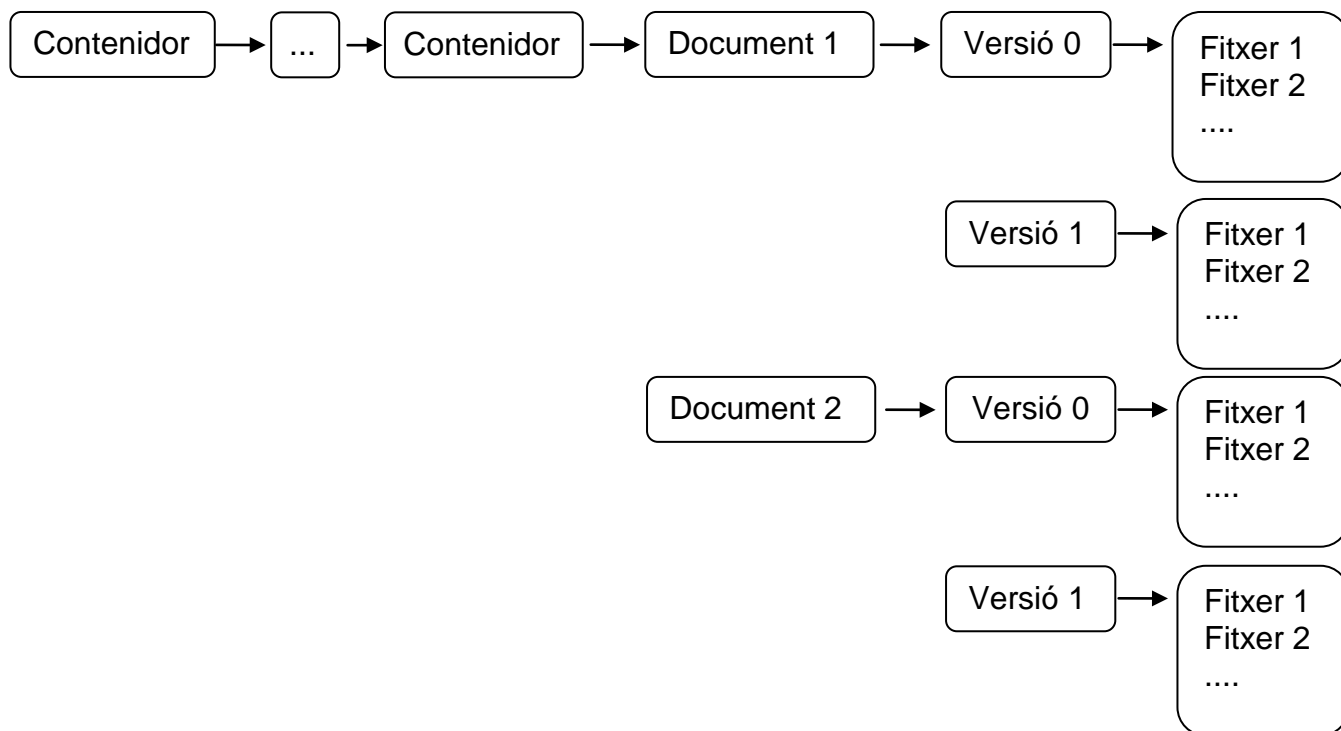 Contenidor
...
Contenidor
Document 1
Versió 0
Fitxer 1
Fitxer 2
....
Versió 1
Fitxer 1
Fitxer 2
....
Document 2
Versió 0
Fitxer 1
Fitxer 2
....
Versió 1
Fitxer 1
Fitxer 2
....